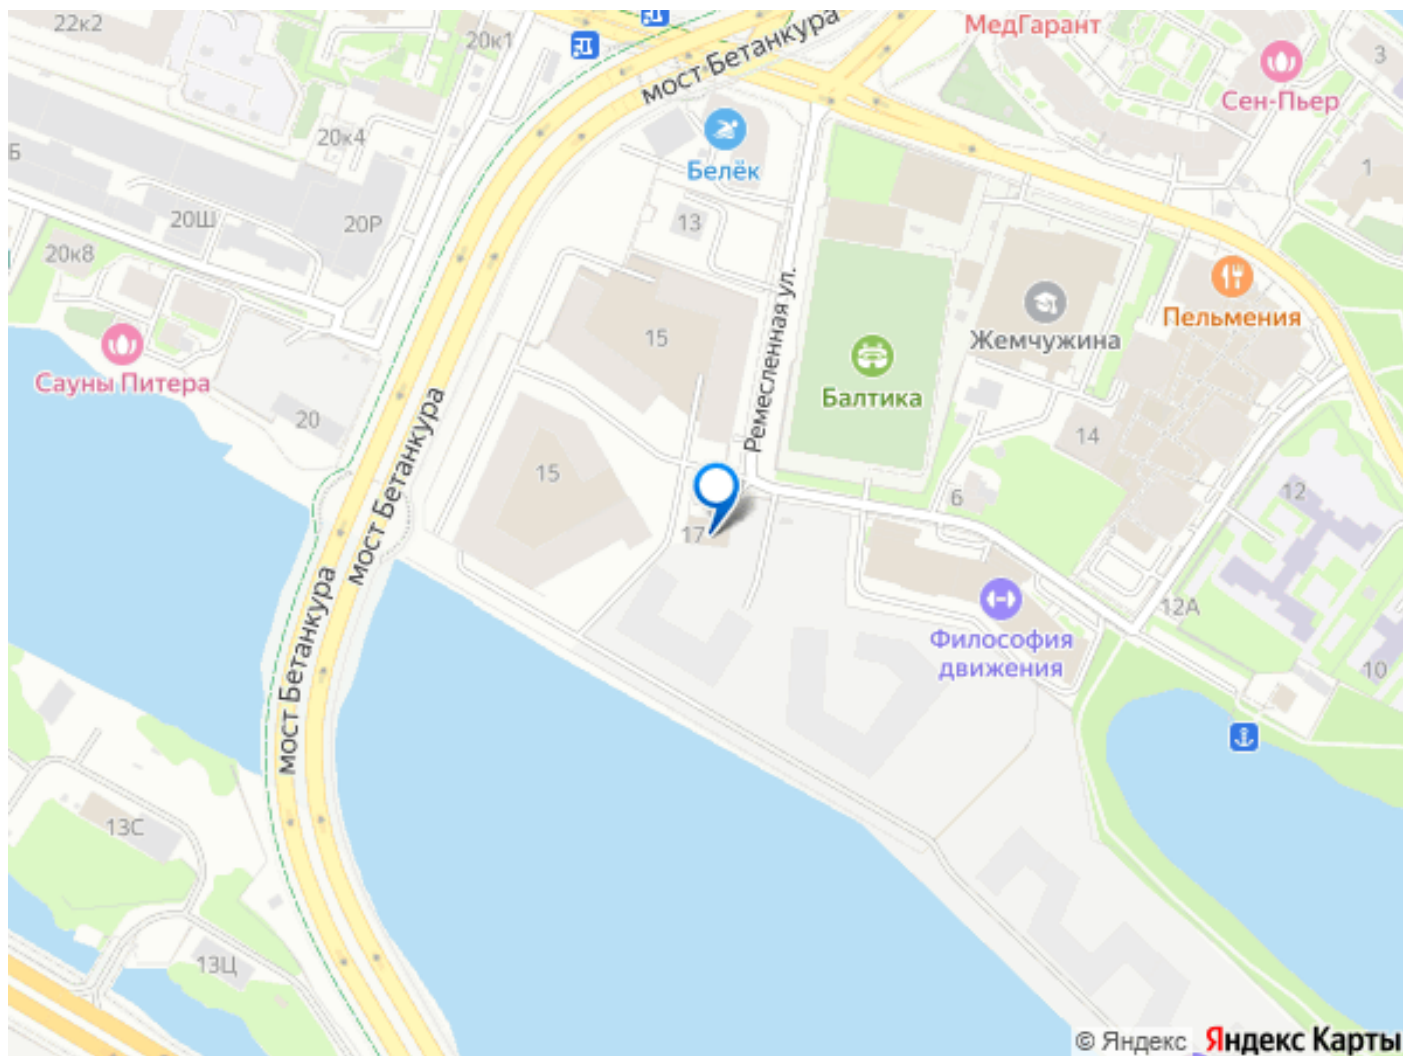 22к2
20к1
мост Бетанкура
МедГарант
3
Сен-Пьер
20к4
Б
Белёк
1
20Ш
20Р
13
20к8
Ремесленная ул.
Пельмения
15
Жемчужина
Сауны Питера
Балтика
20
мост Бетанкура
14
15
6
12
17
мост Бетанкура
12А
Философия
движения
10
13С
13Ц
© Яндекс Яндекс Карты